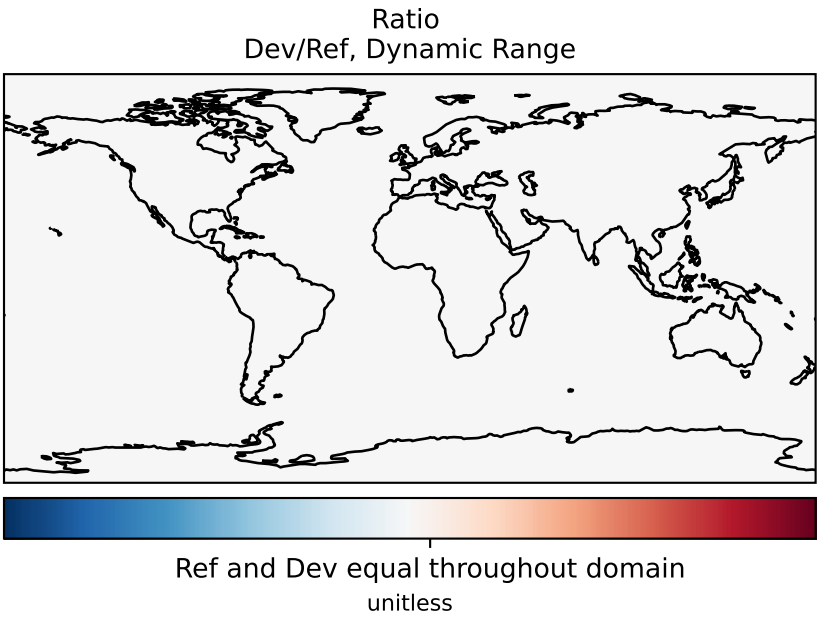 Ratio
Dev/Ref, Dynamic Range
Ref and Dev equal throughout domain
unitless